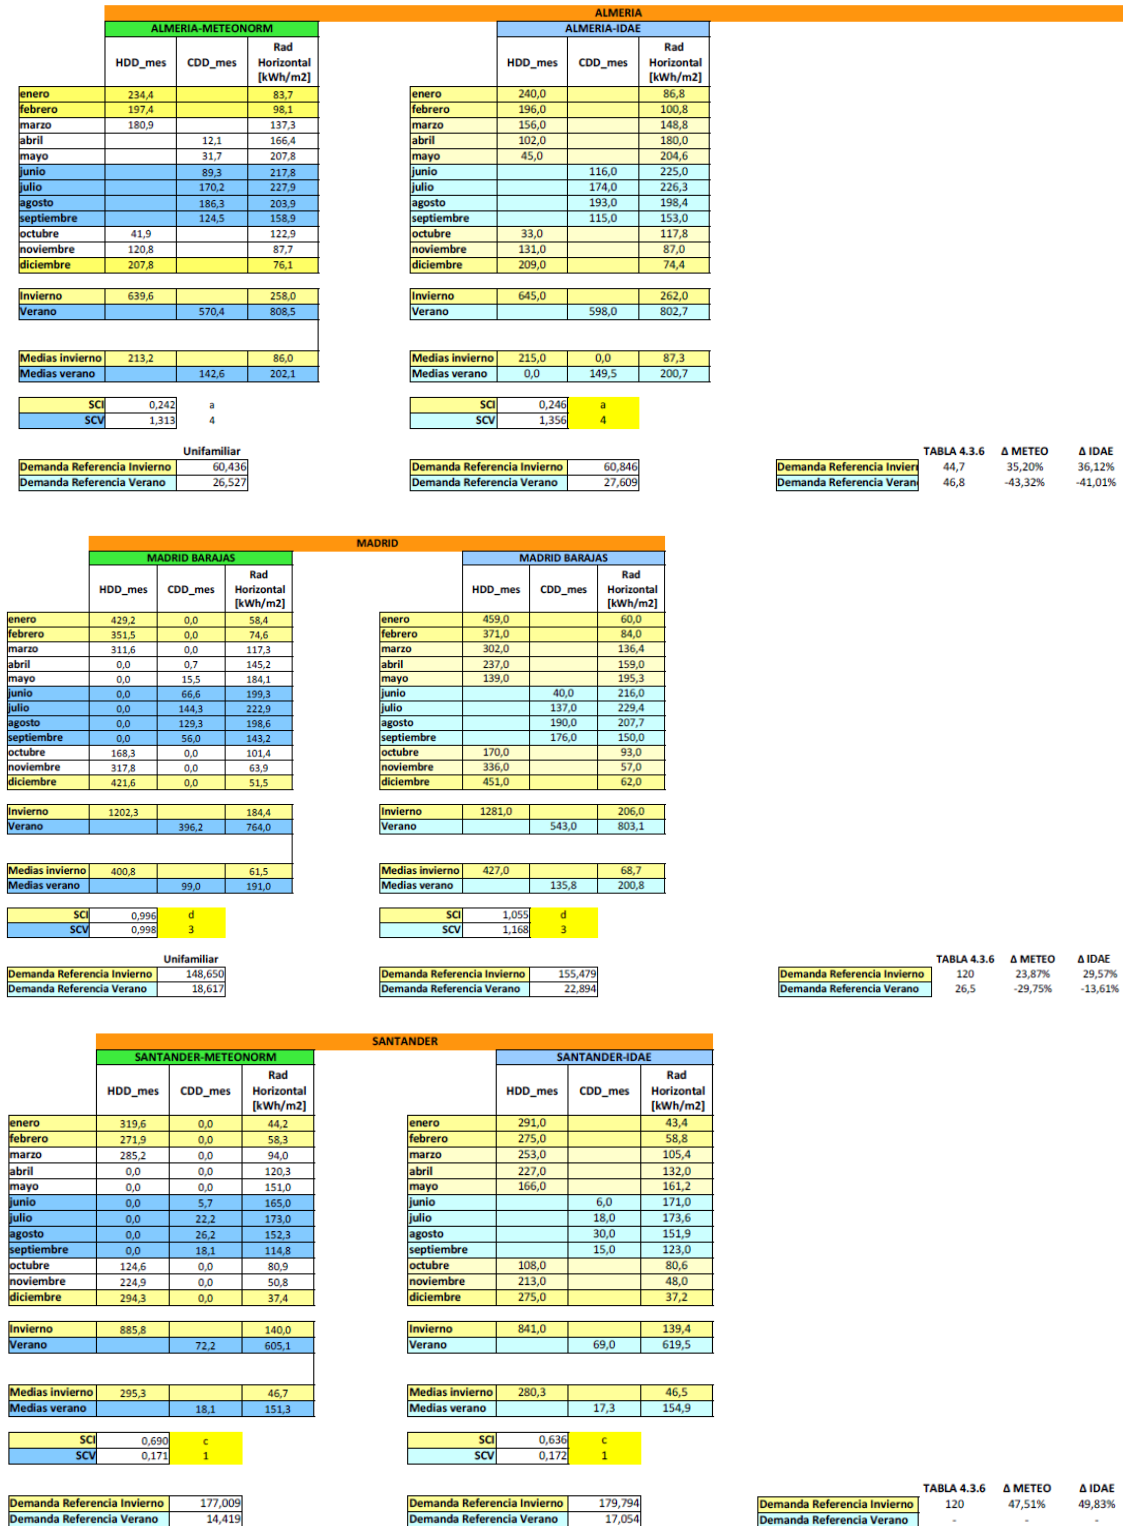 ALMERIA
ALMERIA-METEONORM ALMERIA-IDAE
HDD_mes CDD_mes Rad Horizontal [kWh/m2] HDD_mes CDD_mes Rad Horizontal [kWh/m2]
enero 234,4 83,7 enero 240,0 86,8
febrero 197,4 98,1 febrero 196,0 100,8
marzo 180,9 137,3 marzo 156,0 148,8
abril 12,1 166,4 abril 102,0 180,0
mayo 31,7 207,8 mayo 45,0 204,6
junio 89,3 217,8 junio 116,0 225,0
julio 170,2 227,9 julio 174,0 226,3
agosto 186,3 203,9 agosto 193,0 198,4
septiembre 124,5 158,9 septiembre 115,0 153,0
octubre 41,9 122,9 octubre 33,0 117,8
noviembre 120,8 87,7 noviembre 131,0 87,0
diciembre 207,8 76,1 diciembre 209,0 74,4
Invierno 639,6 258,0 Invierno 645,0 262,0
Verano 570,4 808,5 Verano 598,0 802,7
Medias invierno 213,2 86,0 Medias invierno 215,0 0,0 87,3
Medias verano 142,6 202,1 Medias verano 0,0 149,5 200,7
SCI 0,242 a SCI 0,246 a
SCV 1,313 4 SCV 1,356 4
Unifamiliar TABLA 4.3.6 Δ METEO Δ IDAE
Demanda Referencia Invierno 60,436 Demanda Referencia Invierno 60,846 Demanda Referencia Invier 44,7 35,20% 36,12%
Demanda Referencia Verano 26,527 Demanda Referencia Verano 27,609 Demanda Referencia Veran 46,8 -43,32% -41,01%
MADRID
MADRID BARAJAS MADRID BARAJAS
HDD_mes CDD_mes Rad Horizontal [kWh/m2] HDD_mes CDD_mes Rad Horizontal [kWh/m2]
enero 429,2 0,0 58,4 enero 459,0 60,0
febrero 351,5 0,0 74,6 febrero 371,0 84,0
marzo 311,6 0,0 117,3 marzo 302,0 136,4
abril 0,0 0,7 145,2 abril 237,0 159,0
mayo 0,0 15,5 184,1 mayo 139,0 195,3
junio 0,0 66,6 199,3 junio 40,0 216,0
julio 0,0 144,3 222,9 julio 137,0 229,4
agosto 0,0 129,3 198,6 agosto 190,0 207,7
septiembre 0,0 56,0 143,2 septiembre 176,0 150,0
octubre 168,3 0,0 101,4 octubre 170,0 93,0
noviembre 317,8 0,0 63,9 noviembre 336,0 57,0
diciembre 421,6 0,0 51,5 diciembre 451,0 62,0
Invierno 1202,3 184,4 Invierno 1281,0 206,0
Verano 396,2 764,0 Verano 543,0 803,1
Medias invierno 400,8 61,5 Medias invierno 427,0 68,7
Medias verano 99,0 191,0 Medias verano 135,8 200,8
SCI 0,996 d SCI 1,055 d
SCV 0,998 3 SCV 1,168 3
Unifamiliar TABLA 4.3.6 Δ METEO Δ IDAE
Demanda Referencia Invierno 148,650 Demanda Referencia Invierno 155,479 Demanda Referencia Invierno 120 23,87% 29,57%
Demanda Referencia Verano 18,617 Demanda Referencia Verano 22,894 Demanda Referencia Verano 26,5 -29,75% -13,61%
SANTANDER
SANTANDER-METEONORM SANTANDER-IDAE
HDD_mes CDD_mes Rad Horizontal [kWh/m2] HDD_mes CDD_mes Rad Horizontal [kWh/m2]
enero 319,6 0,0 44,2 enero 291,0 43,4
febrero 271,9 0,0 58,3 febrero 275,0 58,8
marzo 285,2 0,0 94,0 marzo 253,0 105,4
abril 0,0 0,0 120,3 abril 227,0 132,0
mayo 0,0 0,0 151,0 mayo 166,0 161,2
junio 0,0 5,7 165,0 junio 6,0 171,0
julio 0,0 22,2 173,0 julio 18,0 173,6
agosto 0,0 26,2 152,3 agosto 30,0 151,9
septiembre 0,0 18,1 114,8 septiembre 15,0 123,0
octubre 124,6 0,0 80,9 octubre 108,0 80,6
noviembre 224,9 0,0 50,8 noviembre 213,0 48,0
diciembre 294,3 0,0 37,4 diciembre 275,0 37,2
Invierno 885,8 140,0 Invierno 841,0 139,4
Verano 72,2 605,1 Verano 69,0 619,5
Medias invierno 295,3 46,7 Medias invierno 280,3 46,5
Medias verano 18,1 151,3 Medias verano 17,3 154,9
SCI 0,690 c SCI 0,636 c
SCV 0,171 1 SCV 0,172 1
TABLA 4.3.6 Δ METEO Δ IDAE
Demanda Referencia Invierno 177,009 Demanda Referencia Invierno 179,794 Demanda Referencia Invierno 120 47,51% 49,83%
Demanda Referencia Verano 14,419 Demanda Referencia Verano 17,054 Demanda Referencia Verano - - -